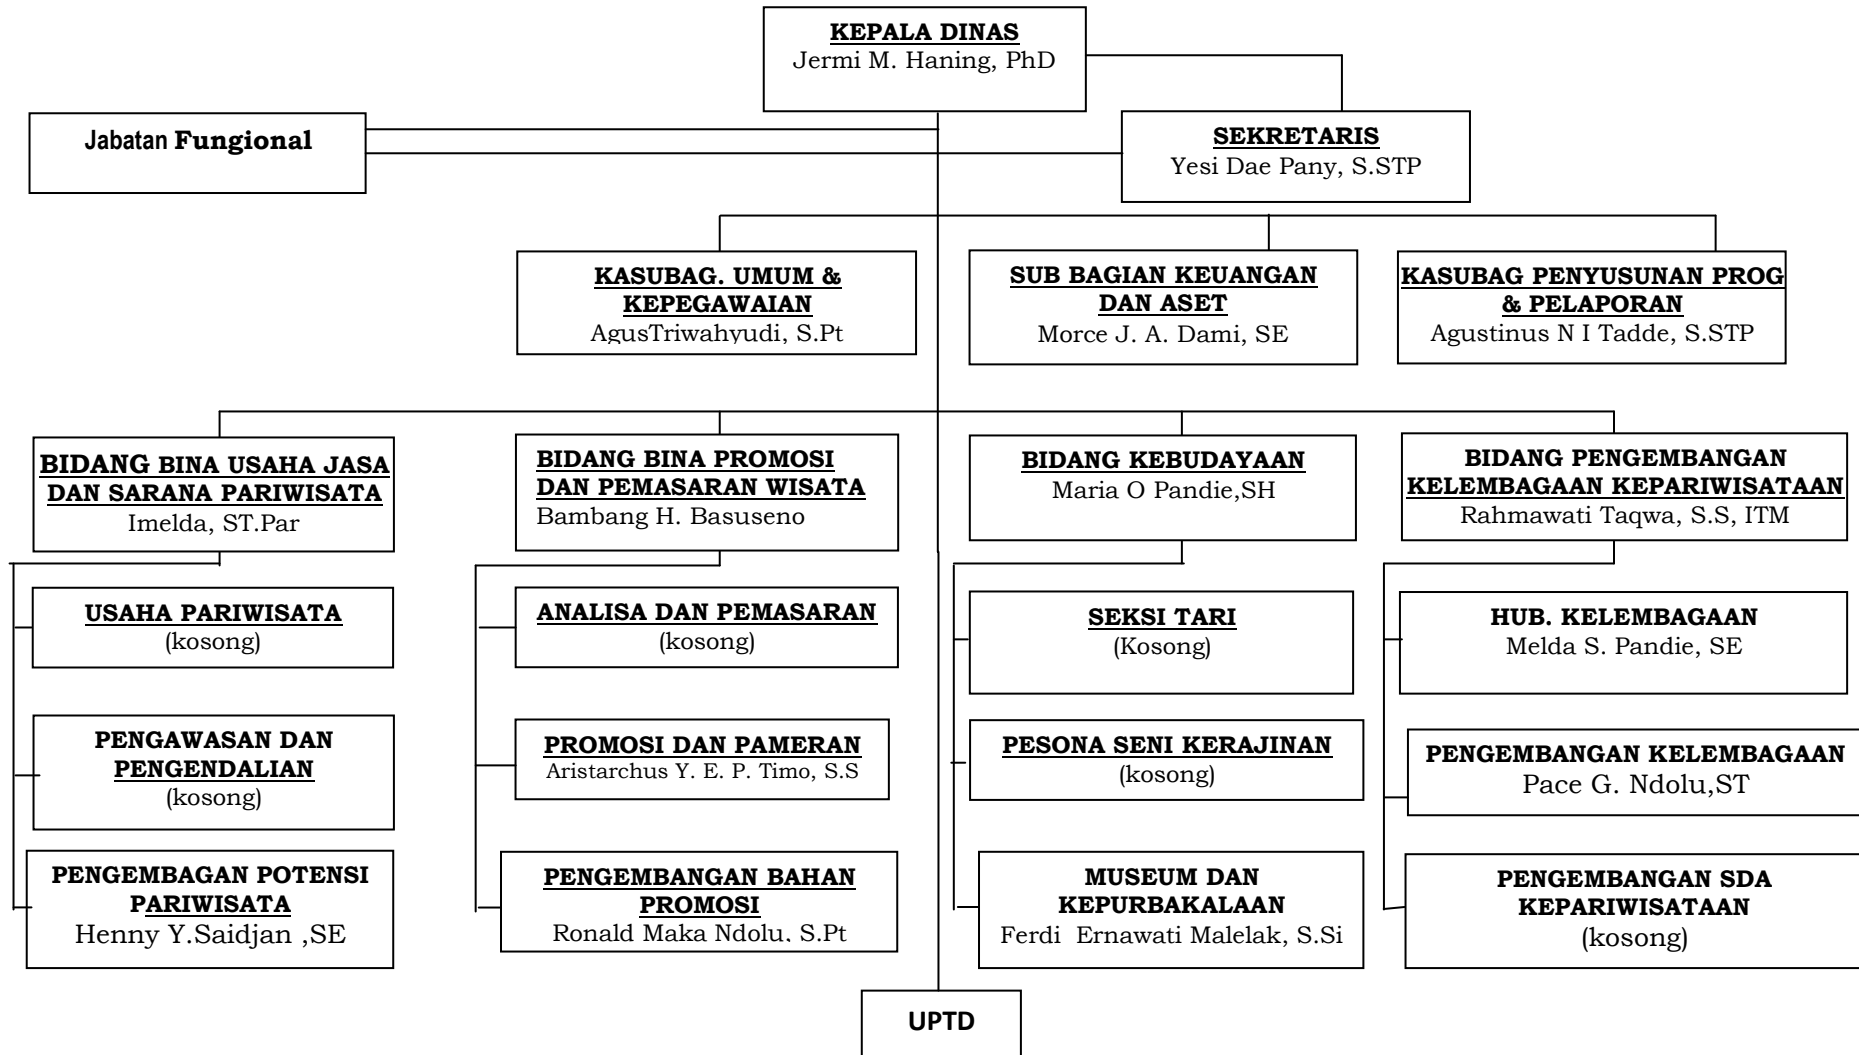 KEPALA DINAS
Jermi M. Haning, PhD
Jabatan Fungional
SEKRETARIS
Yesi Dae Pany, S.STP
KASUBAG. UMUM &
KEPEGAWAIAN
AgusTriwahyudi, S.Pt
SUB BAGIAN KEUANGAN
DAN ASET
Morce J. A. Dami, SE
KASUBAG PENYUSUNAN PROG
& PELAPORAN
Agustinus N I Tadde, S.STP
BIDANG BINA USAHA JASA
DAN SARANA PARIWISATA
Imelda, ST.Par
BIDANG BINA PROMOSI
DAN PEMASARAN WISATA
Bambang H. Basuseno
BIDANG KEBUDAYAAN
Maria O Pandie,SH
BIDANG PENGEMBANGAN
KELEMBAGAAN KEPARIWISATAAN
Rahmawati Taqwa, S.S, ITM
USAHA PARIWISATA
(kosong)
ANALISA DAN PEMASARAN
(kosong)
SEKSI TARI
(Kosong)
HUB. KELEMBAGAAN
Melda S. Pandie, SE
PENGAWASAN DAN
PENGENDALIAN
(kosong)
PROMOSI DAN PAMERAN
Aristarchus Y. E. P. Timo, S.S
PESONA SENI KERAJINAN
(kosong)
PENGEMBANGAN KELEMBAGAAN
Pace G. Ndolu,ST
PENGEMBAGAN POTENSI
PARIWISATA
Henny Y.Saidjan ,SE
PENGEMBANGAN BAHAN
PROMOSI
Ronald Maka Ndolu. S.Pt
MUSEUM DAN
KEPURBAKALAAN
Ferdi Ernawati Malelak, S.Si
PENGEMBANGAN SDA
KEPARIWISATAAN
(kosong)
UPTD